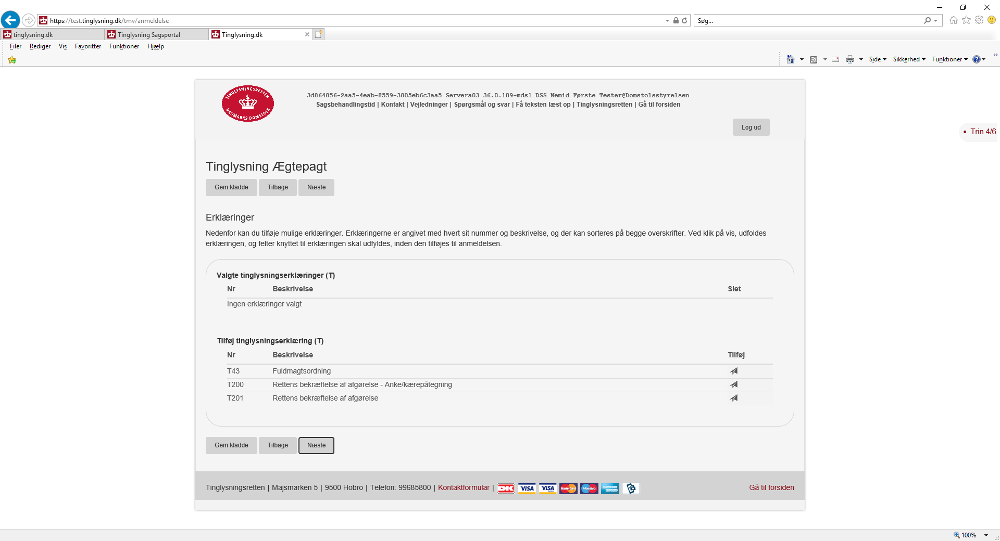 https://test.tinglysning.dk/tmv/anmeldelse
Søg...
tinglysning.dk
Tinglysning Sagsportal
Tinglysning.dk
Filer Rediger Vis Favoritter Funktioner Hjælp
Side Sikkerhed Funktioner
TINGLYSNINGSRETTEN
DANMARKS DOMSTOLE
3d864856-2aa5-4eab-8559-3805eb6c3aa5 Servera03 36.0.109-mds1 DSS Nemid Første Tester@Domstolsstyrelsen
Sagsbehandlingstid | Kontakt | Vejledninger | Spørgsmål og svar | Få teksten læst op | Tinglysningsretten | Gå til forsiden
Log ud
Trin 4/6
Tinglysning Ægtepagt
Gem kladde Tilbage Næste
Erklæringer
Nedenfor kan du tilføje mulige erklæringer. Erklæringerne er angivet med hvert sit nummer og beskrivelse, og der kan sorteres på begge overskrifter. Ved klik på vis, udfoldes
erklæringen, og felter knyttet til erklæringen skal udfyldes, inden den tilføjes til anmeldelsen.
Valgte tinglysningserklæringer (T)
Nr Beskrivelse Slet
Ingen erklæringer valgt
Tilføj tinglysningserklæring (T)
Nr Beskrivelse Tilføj
T43 Fuldmagtsordning
T200 Rettens bekræftelse af afgørelse - Anke/kærepåtegning
T201 Rettens bekræftelse af afgørelse
Gem kladde Tilbage Næste
Tinglysningsretten | Majsmarken 5 | 9500 Hobro | Telefon: 99685800 | Kontaktformular | DK VISA VISA MasterCard Maestro
Gå til forsiden
100%